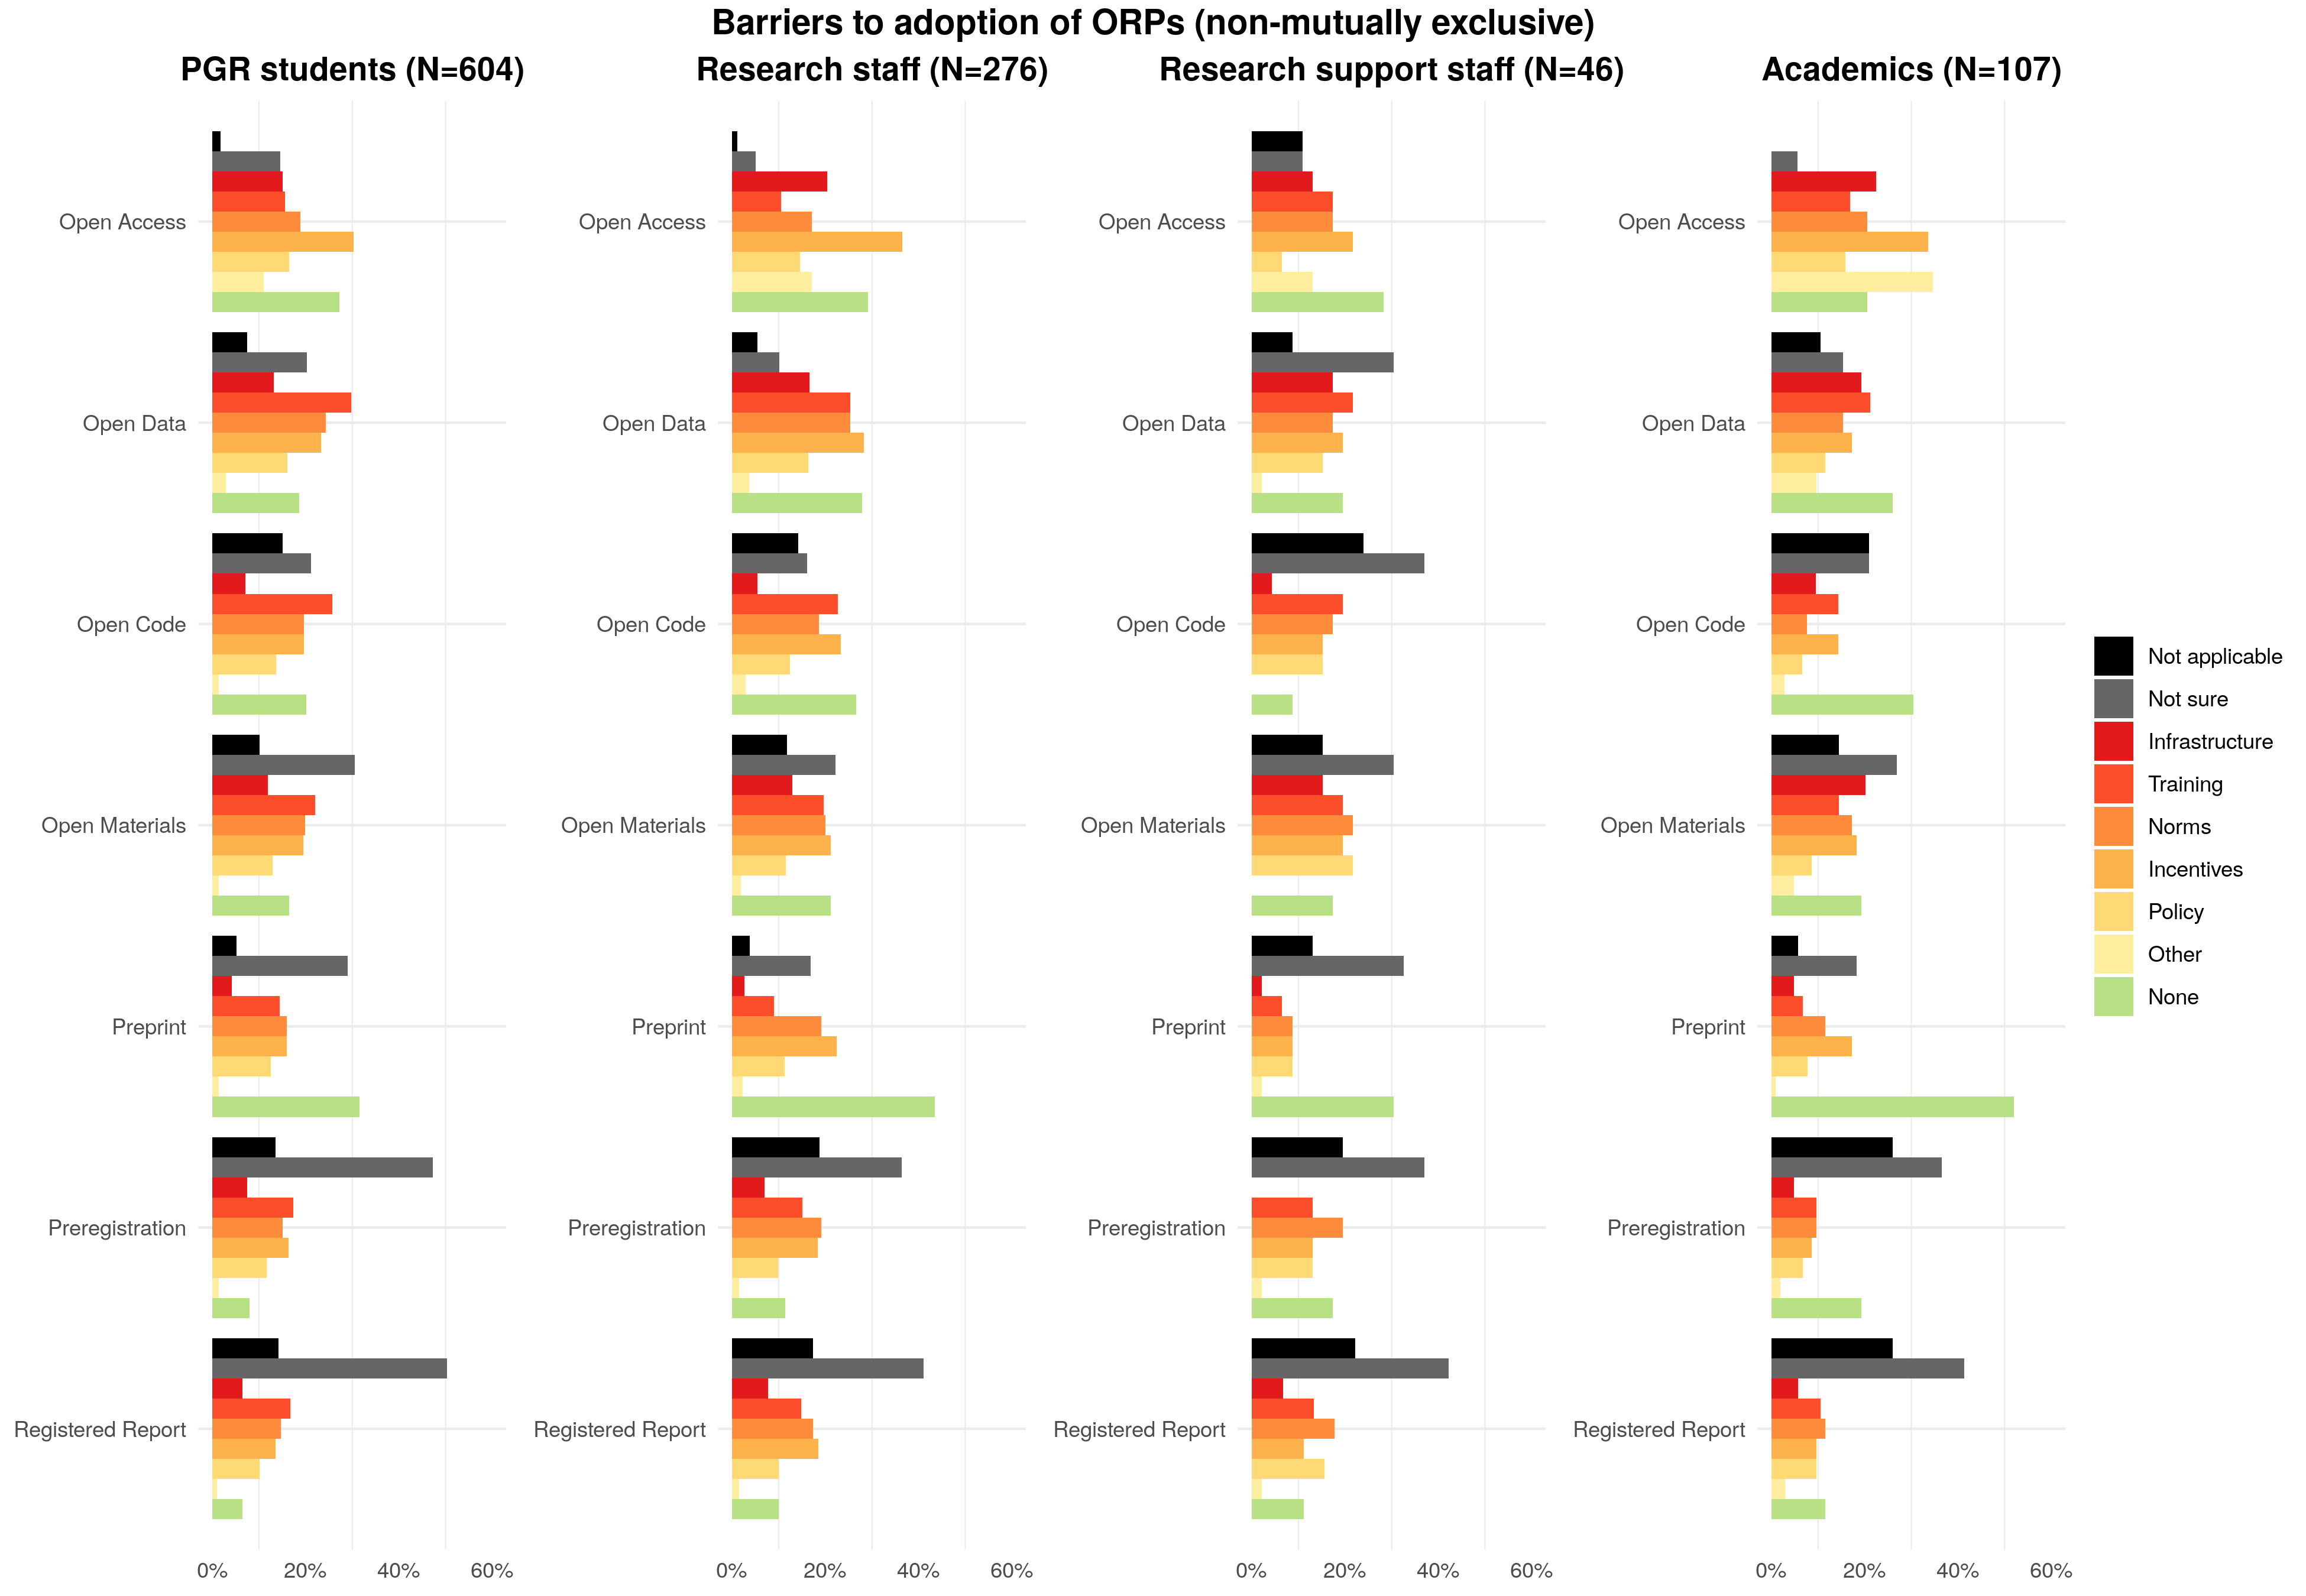 Barriers to adoption of ORPs (non-mutually exclusive)
PGR students (N=604)
Open Access
Open Data
Open Code
Open Materials
Preprint
Preregistration
Registered Report
0% 20% 40% 60%
Research staff (N=276)
Open Access
Open Data
Open Code
Open Materials
Preprint
Preregistration
Registered Report
0% 20% 40% 60%
Research support staff (N=46)
Open Access
Open Data
Open Code
Open Materials
Preprint
Preregistration
Registered Report
0% 20% 40% 60%
Academics (N=107)
Open Access
Open Data
Open Code
Open Materials
Preprint
Preregistration
Registered Report
0% 20% 40% 60%
Not applicable
Not sure
Infrastructure
Training
Norms
Incentives
Policy
Other
None